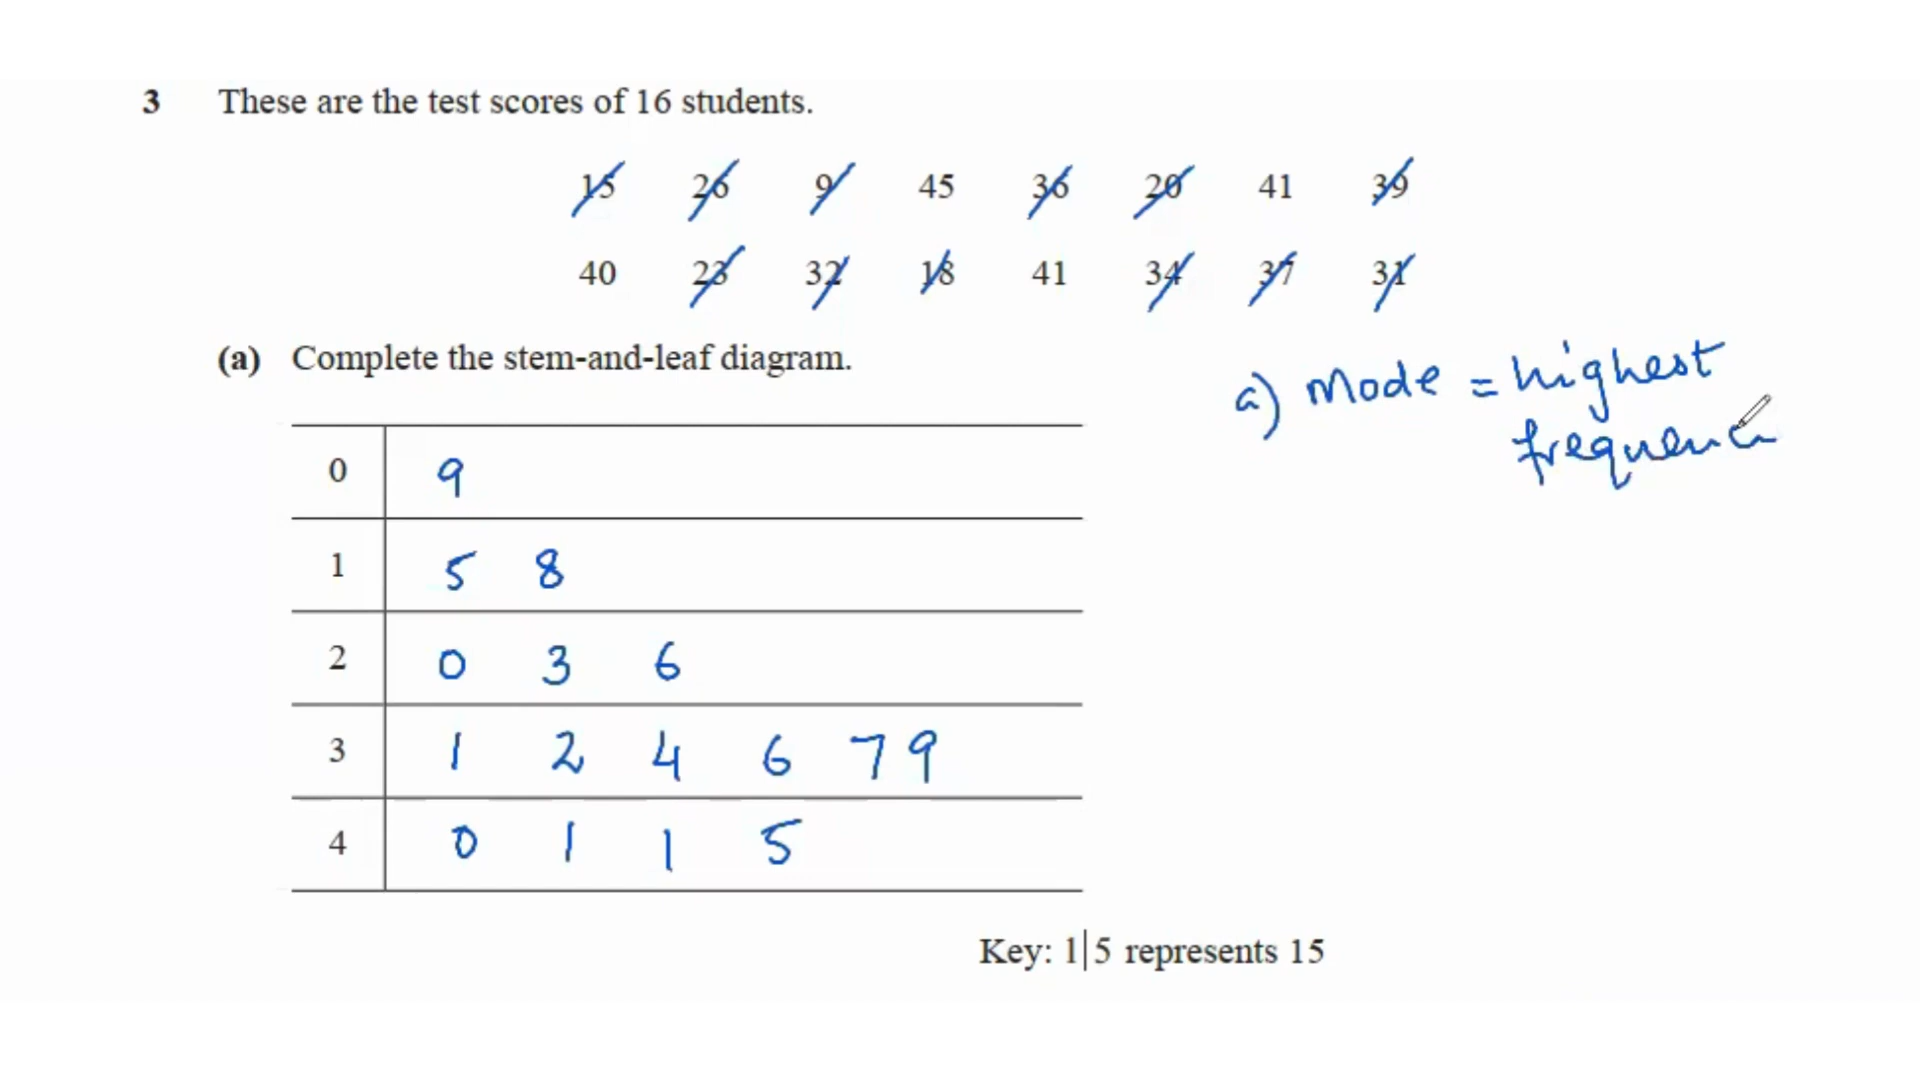 3 These are the test scores of 16 students.
15 26 9 45 36 20 41 39
40 23 32 18 41 34 37 31
(a) Complete the stem-and-leaf diagram.
a) Mode = highest
frequenc
0 9
1 5 8
2 0 3 6
3 1 2 4 6 7 9
4 0 1 1 5
Key: 1|5 represents 15